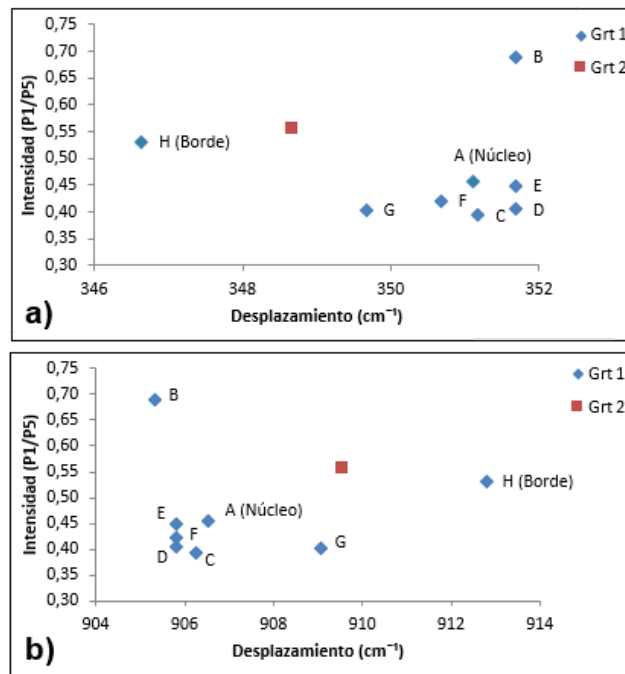 0,75
0,70
0,65
0,60
0,55
0,50
0,45
0,40
0,35
0,30
Intensidad (P1/P5)
Grt 1
Grt 2
B
H (Borde)
A (Núcleo)
E
F
D
G
C
346
348
350
352
Desplazamiento (cm⁻¹)
a)
0,75
0,70
0,65
0,60
0,55
0,50
0,45
0,40
0,35
0,30
Intensidad (P1/P5)
Grt 1
Grt 2
B
H (Borde)
E
A (Núcleo)
F
G
D
C
904
906
908
910
912
914
Desplazamiento (cm⁻¹)
b)